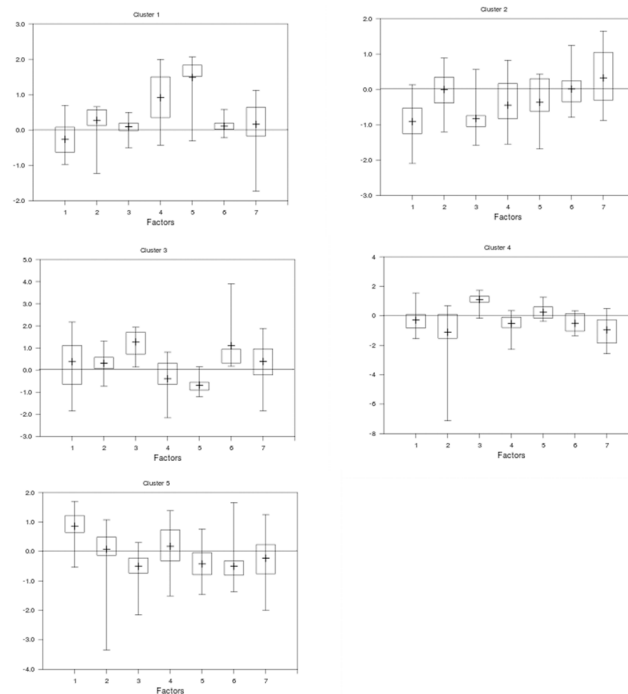 Cluster 1
3.0
2.0
1.0
0.0
-1.0
-2.0
1 2 3 4 5 6 7
Factors
Cluster 2
2.0
1.0
0.0
-1.0
-2.0
-3.0
1 2 3 4 5 6 7
Factors
Cluster 3
5.0
4.0
3.0
2.0
1.0
0.0
-1.0
-2.0
-3.0
1 2 3 4 5 6 7
Factors
Cluster 4
4
2
0
-2
-4
-6
-8
1 2 3 4 5 6 7
Factors
Cluster 5
2.0
1.0
0.0
-1.0
-2.0
-3.0
-4.0
1 2 3 4 5 6 7
Factors